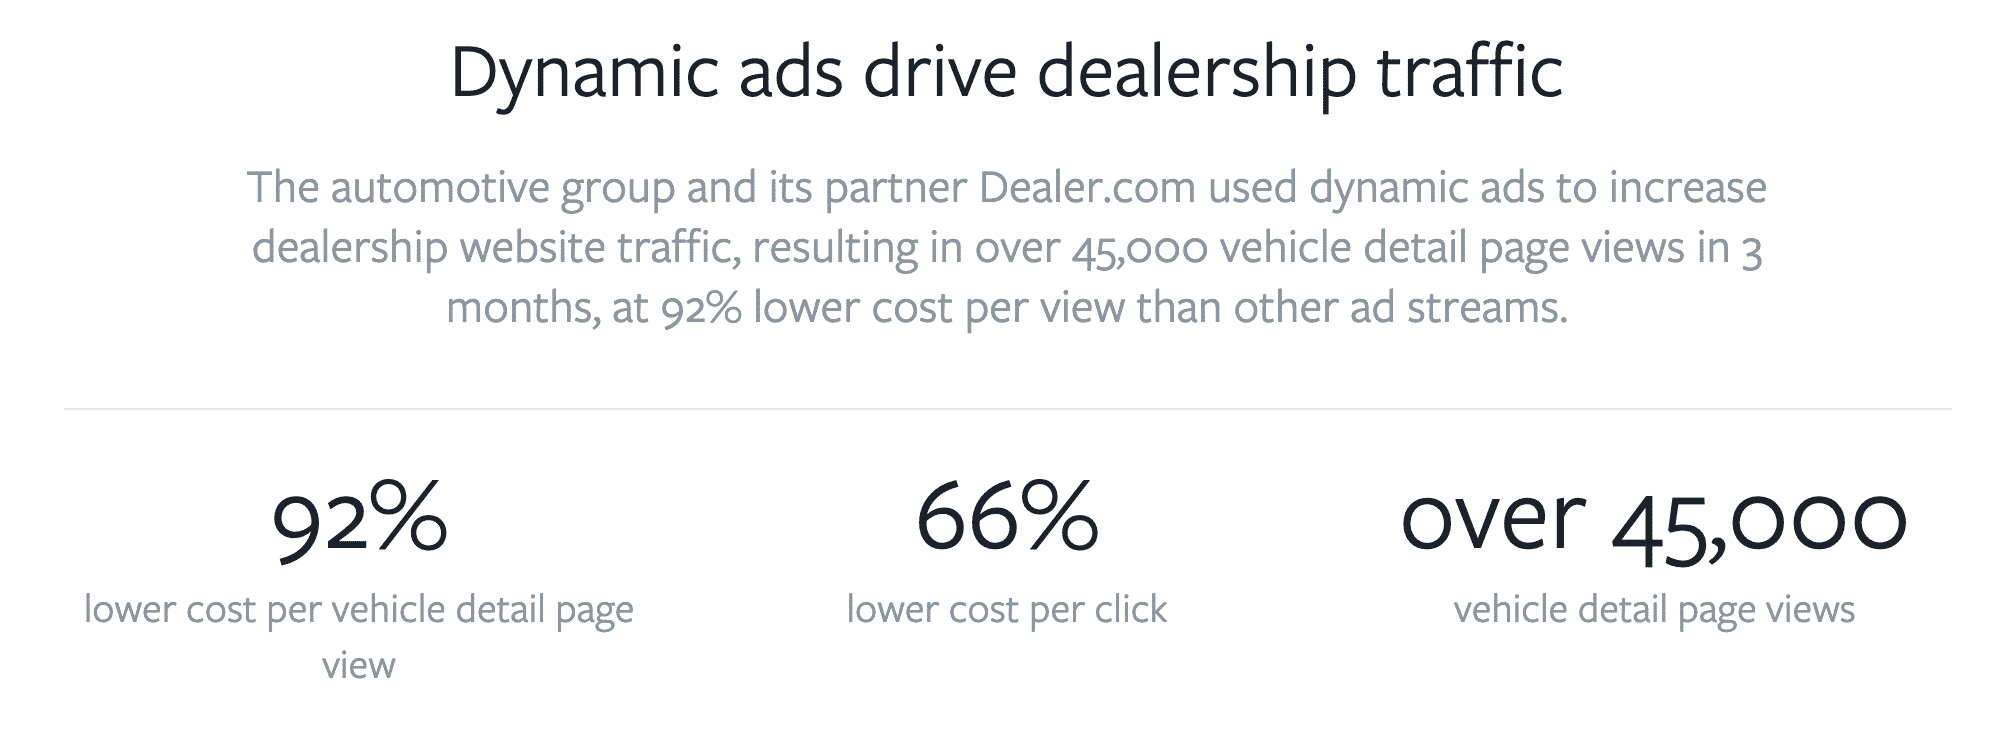 Dynamic ads drive dealership traffic
The automotive group and its partner Dealer.com used dynamic ads to increase
dealership website traffic, resulting in over 45,000 vehicle detail page views in 3
months, at 92% lower cost per view than other ad streams.
92%
lower cost per vehicle detail page
view
66%
lower cost per click
over 45,000
vehicle detail page views